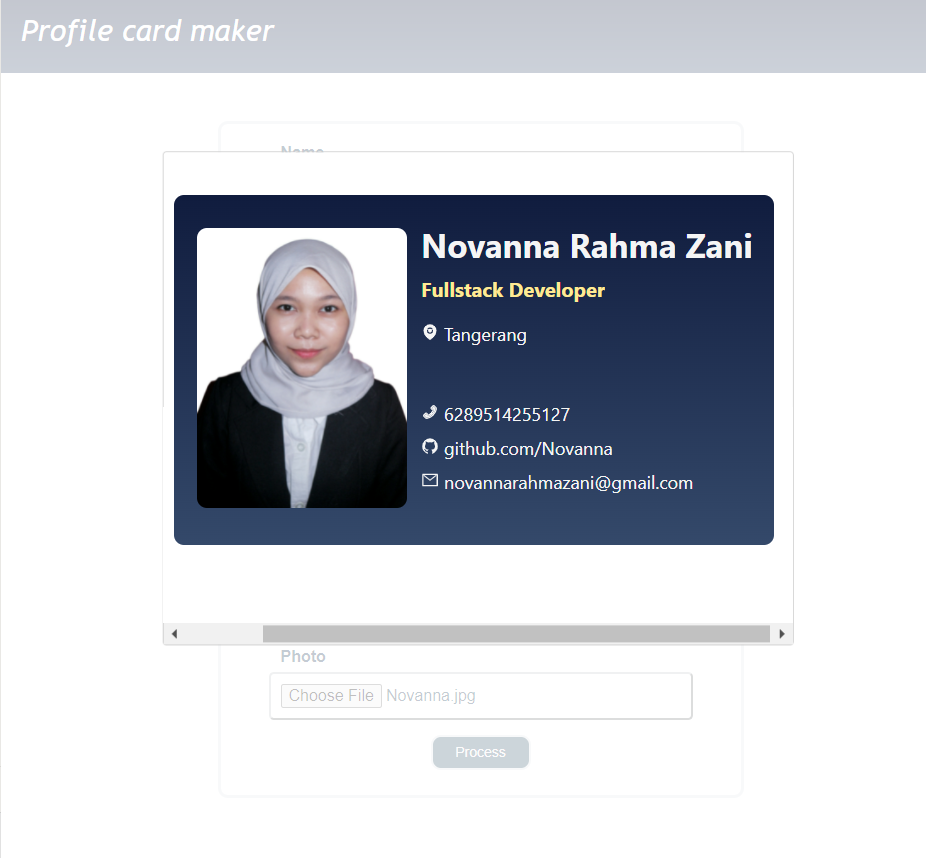 Profile card maker
Name
Novanna Rahma Zani
Fullstack Developer
Tangerang
6289514255127
github.com/Novanna
novannarahmazani@gmail.com
Photo
Choose File Novanna.jpg
Process